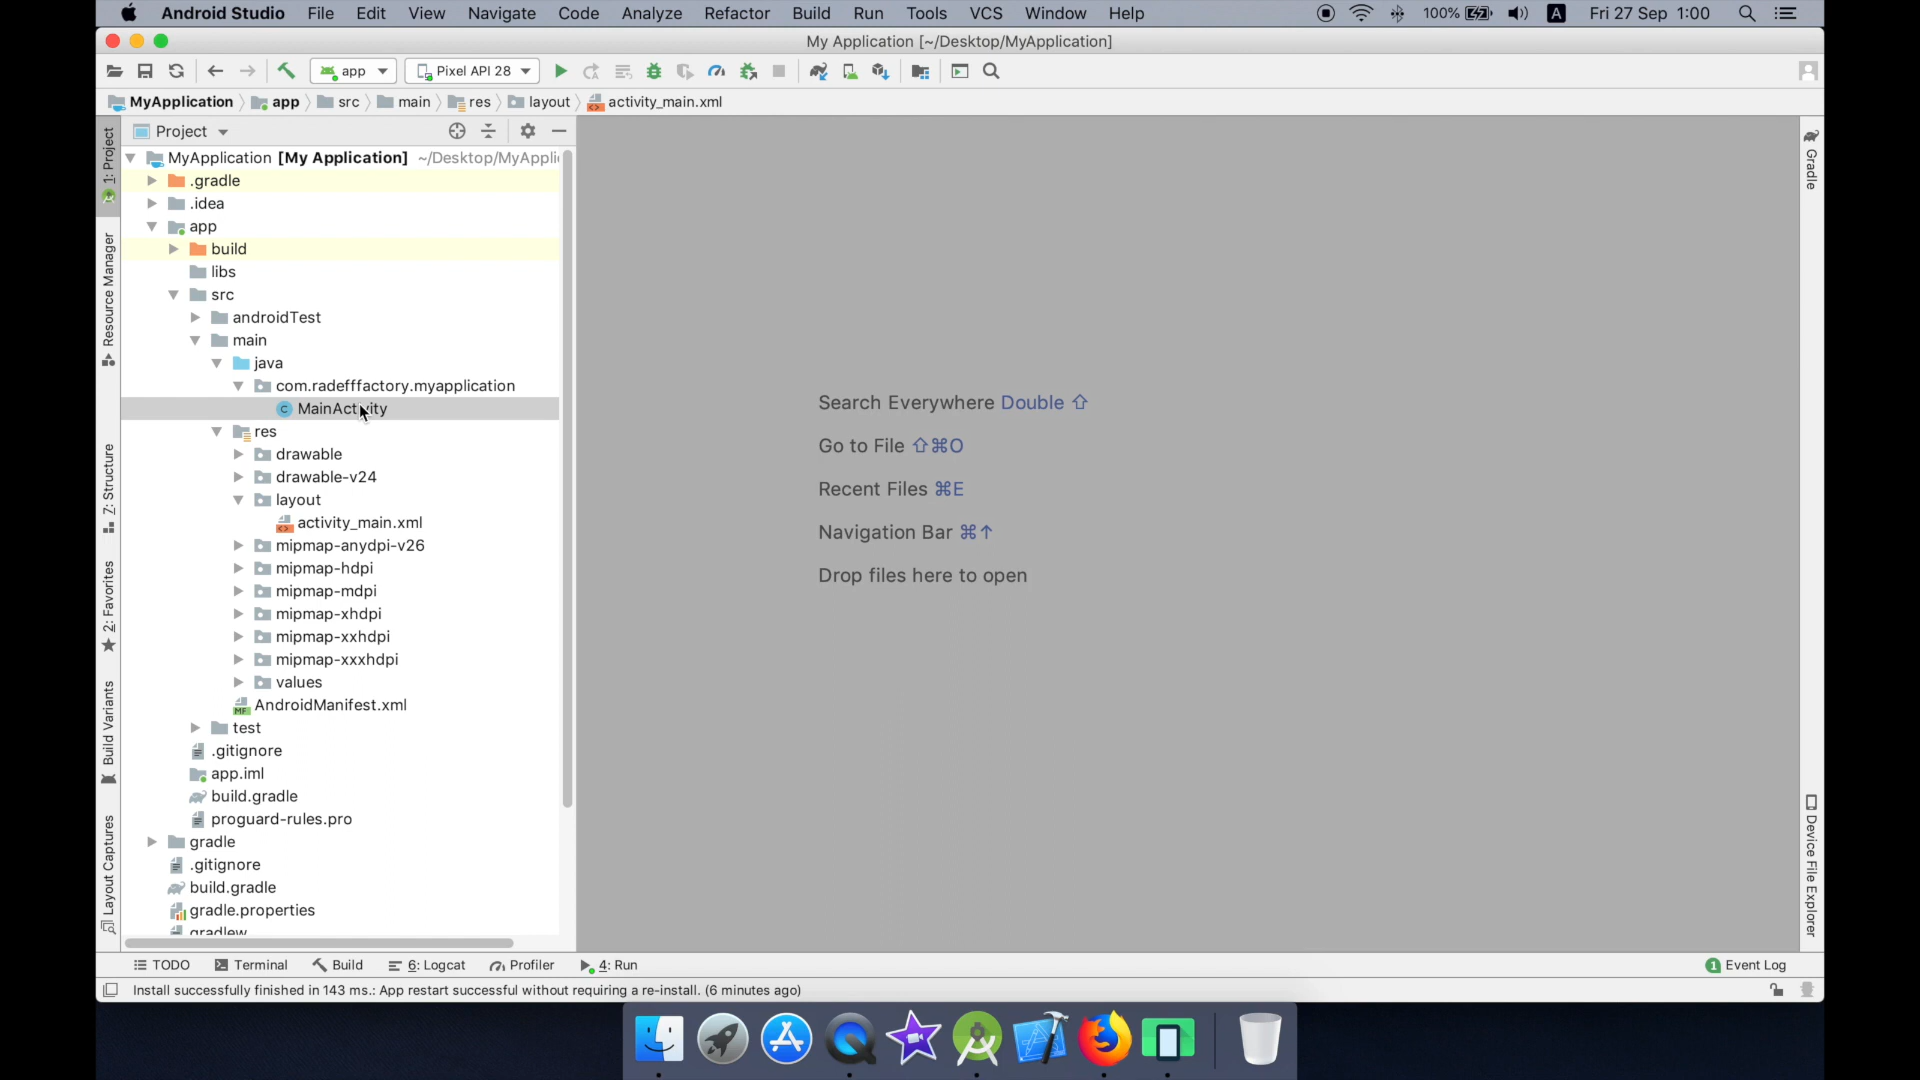 Android Studio File Edit View Navigate Code Analyze Refactor Build Run Tools VCS Window Help 100% A Fri 27 Sep 1:00
My Application [~/Desktop/MyApplication]
app Pixel API 28
MyApplication app src main res layout activity_main.xml
Project
MyApplication [My Application] ~/Desktop/MyAppli
.gradle
.idea
app
build
libs
src
androidTest
main
java
com.radefffactory.myapplication
C MainActivity
res
drawable
drawable-v24
layout
activity_main.xml
mipmap-anydpi-v26
mipmap-hdpi
mipmap-mdpi
mipmap-xhdpi
mipmap-xxhdpi
mipmap-xxxhdpi
values
MF AndroidManifest.xml
test
.gitignore
app.iml
build.gradle
proguard-rules.pro
gradle
.gitignore
build.gradle
gradle.properties
gradlew
1: Project
Resource Manager
Z: Structure
2: Favorites
Build Variants
Layout Captures
Search Everywhere Double ⇧
Go to File ⇧⌘O
Recent Files ⌘E
Navigation Bar ⌘↑
Drop files here to open
Gradle
Device File Explorer
TODO Terminal Build 6: Logcat Profiler 4: Run 1 Event Log
Install successfully finished in 143 ms.: App restart successful without requiring a re-install. (6 minutes ago)